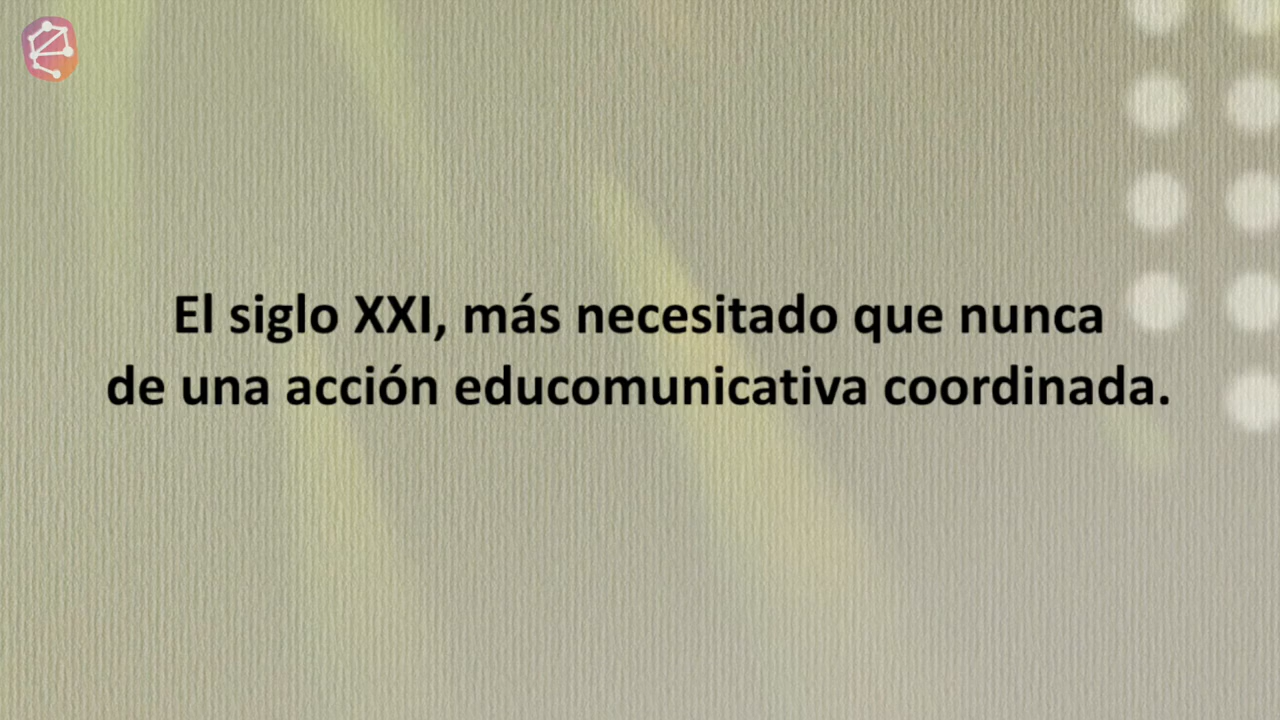 El siglo XXI, más necesitado que nunca
de una acción educomunicativa coordinada.